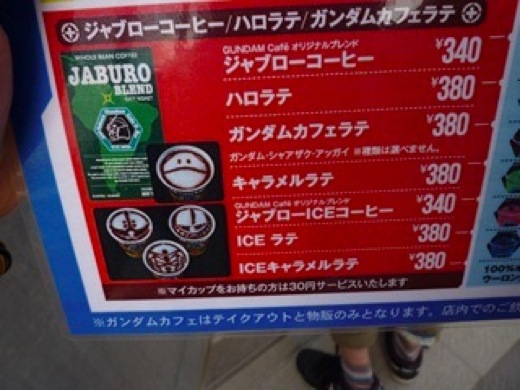 ジャブローコーヒー/ハロラテ/ガンダムカフェラテ
WHOLE BEAN COFFEE
JABURO
BLEND
GUNDAM Café オリジナルブレンド
ジャブローコーヒー ¥340
ハロラテ ¥380
ガンダムカフェラテ ¥380
ガンダム・シャアザク・アッガイ ※種類は選べません。
キャラメルラテ ¥380
GUNDAM Café オリジナルブレンド
ジャブローICEコーヒー ¥340
ICE ラテ ¥380
ICEキャラメルラテ ¥380
※マイカップをお持ちの方は30円サービスいたします
100%
ウーロン
※ガンダムカフェはテイクアウトと物販のみとなります。店内でのご飲